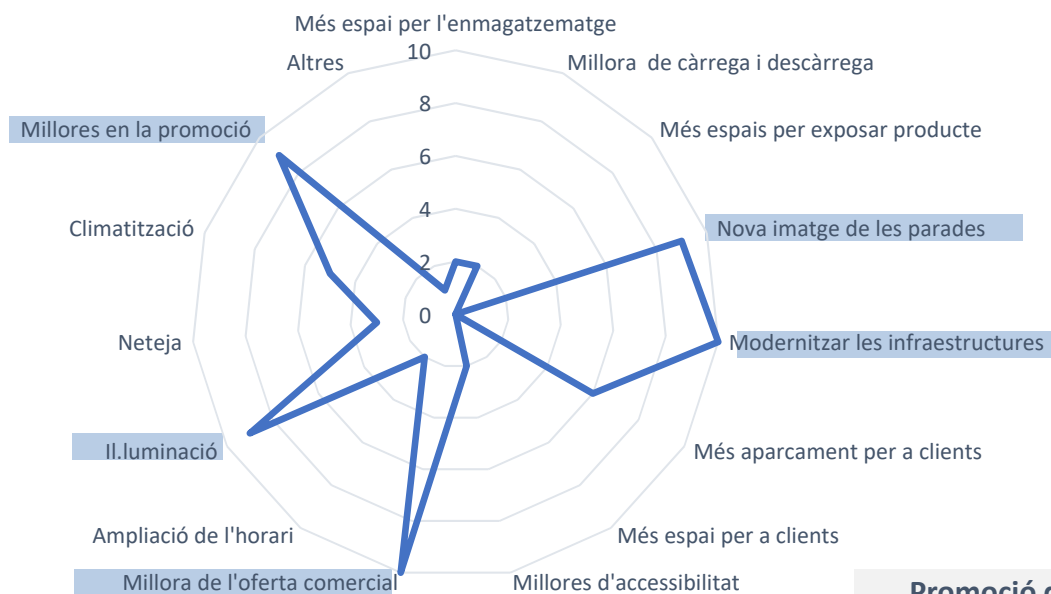 Més espai per l'enmagatzematge
10
Altres
Millora de càrrega i descàrrega
8
Millores en la promoció
Més espais per exposar producte
6
4
Climatització
Nova imatge de les parades
2
0
Neteja
Modernitzar les infraestructures
Il.luminació
Més aparcament per a clients
Ampliació de l'horari
Més espai per a clients
Millora de l'oferta comercial
Millores d'accessibilitat
Promoció